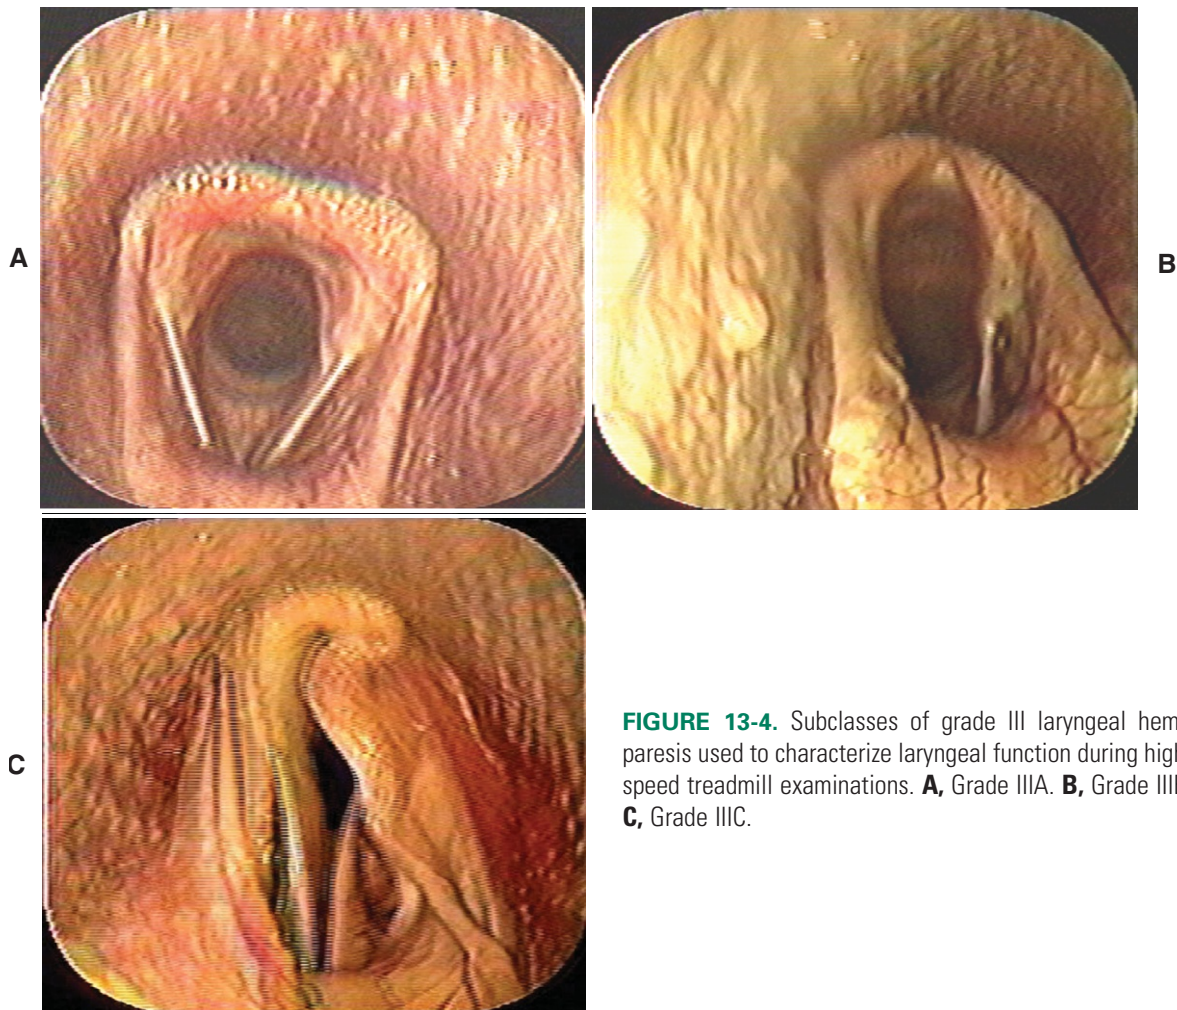 A
B
C
FIGURE 13-4. Subclasses of grade III laryngeal hem
paresis used to characterize laryngeal function during high
speed treadmill examinations. A, Grade IIIA. B, Grade III
C, Grade IIIC.